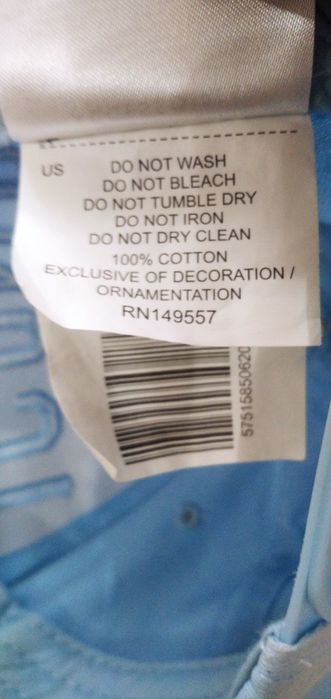 US
DO NOT WASH
DO NOT BLEACH
DO NOT TUMBLE DRY
DO NOT IRON
DO NOT DRY CLEAN
100% COTTON
EXCLUSIVE OF DECORATION /
ORNAMENTATION
RN149557
57515850620